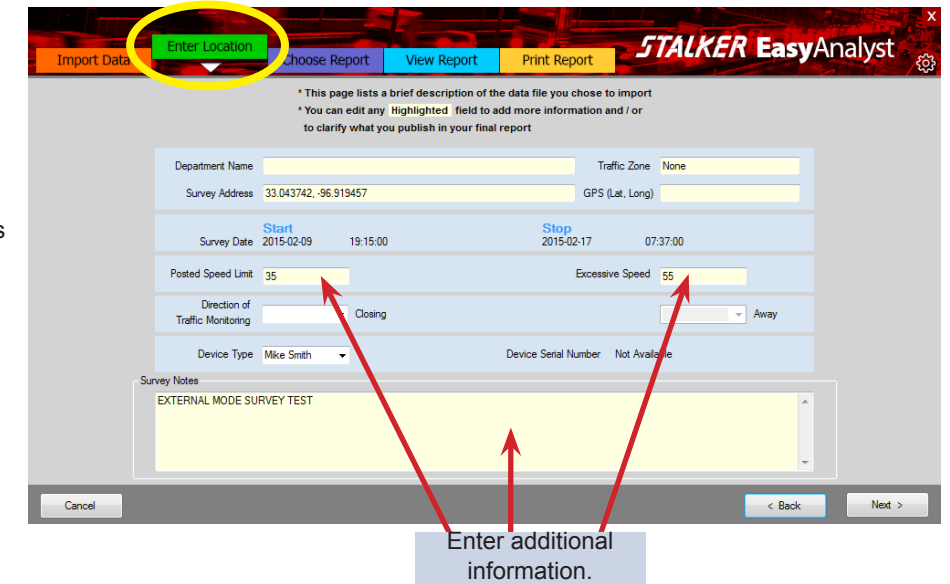 STALKER EasyAnalyst
x
Import Data
Enter Location
Choose Report
View Report
Print Report
* This page lists a brief description of the data file you chose to import
* You can edit any Highlighted field to add more information and / or
to clarify what you publish in your final report
Department Name
Traffic Zone None
Survey Address 33.043742, -96.919457
GPS (Lat, Long)
s
Start Stop
Survey Date 2015-02-09 19:15:00 2015-02-17 07:37:00
Posted Speed Limit 35 Excessive Speed 55
Direction of
Traffic Monitoring
Closing
Away
Device Type Mike Smith Device Serial Number Not Available
Survey Notes
EXTERNAL MODE SURVEY TEST
Cancel
< Back
Next >
Enter additional
information.